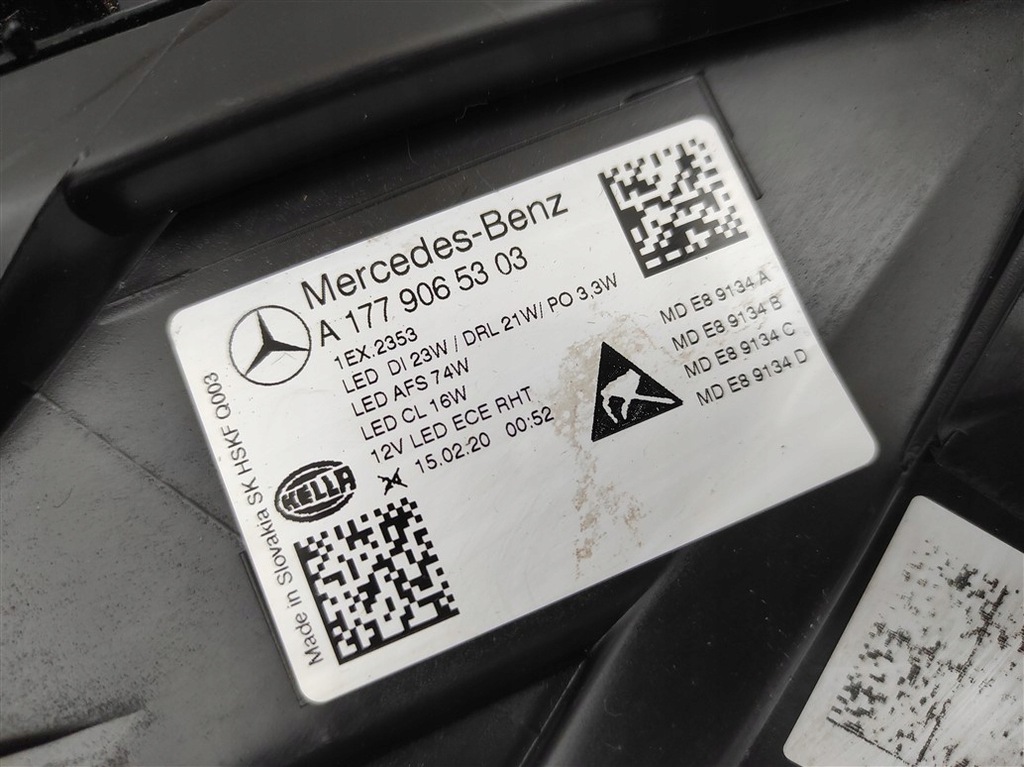 Mercedes-Benz
A 177 906 53 03
1EX.2353
LED DI 23W / DRL 21W/ PO 3,3W
LED AFS 74W
LED CL 16W
12V LED ECE RHT
15.02.20 00:52
MD E8 9134 A
MD E8 9134 B
MD E8 9134 C
MD E8 9134 D
HELLA
Made in Slovakia SK HSKF Q003